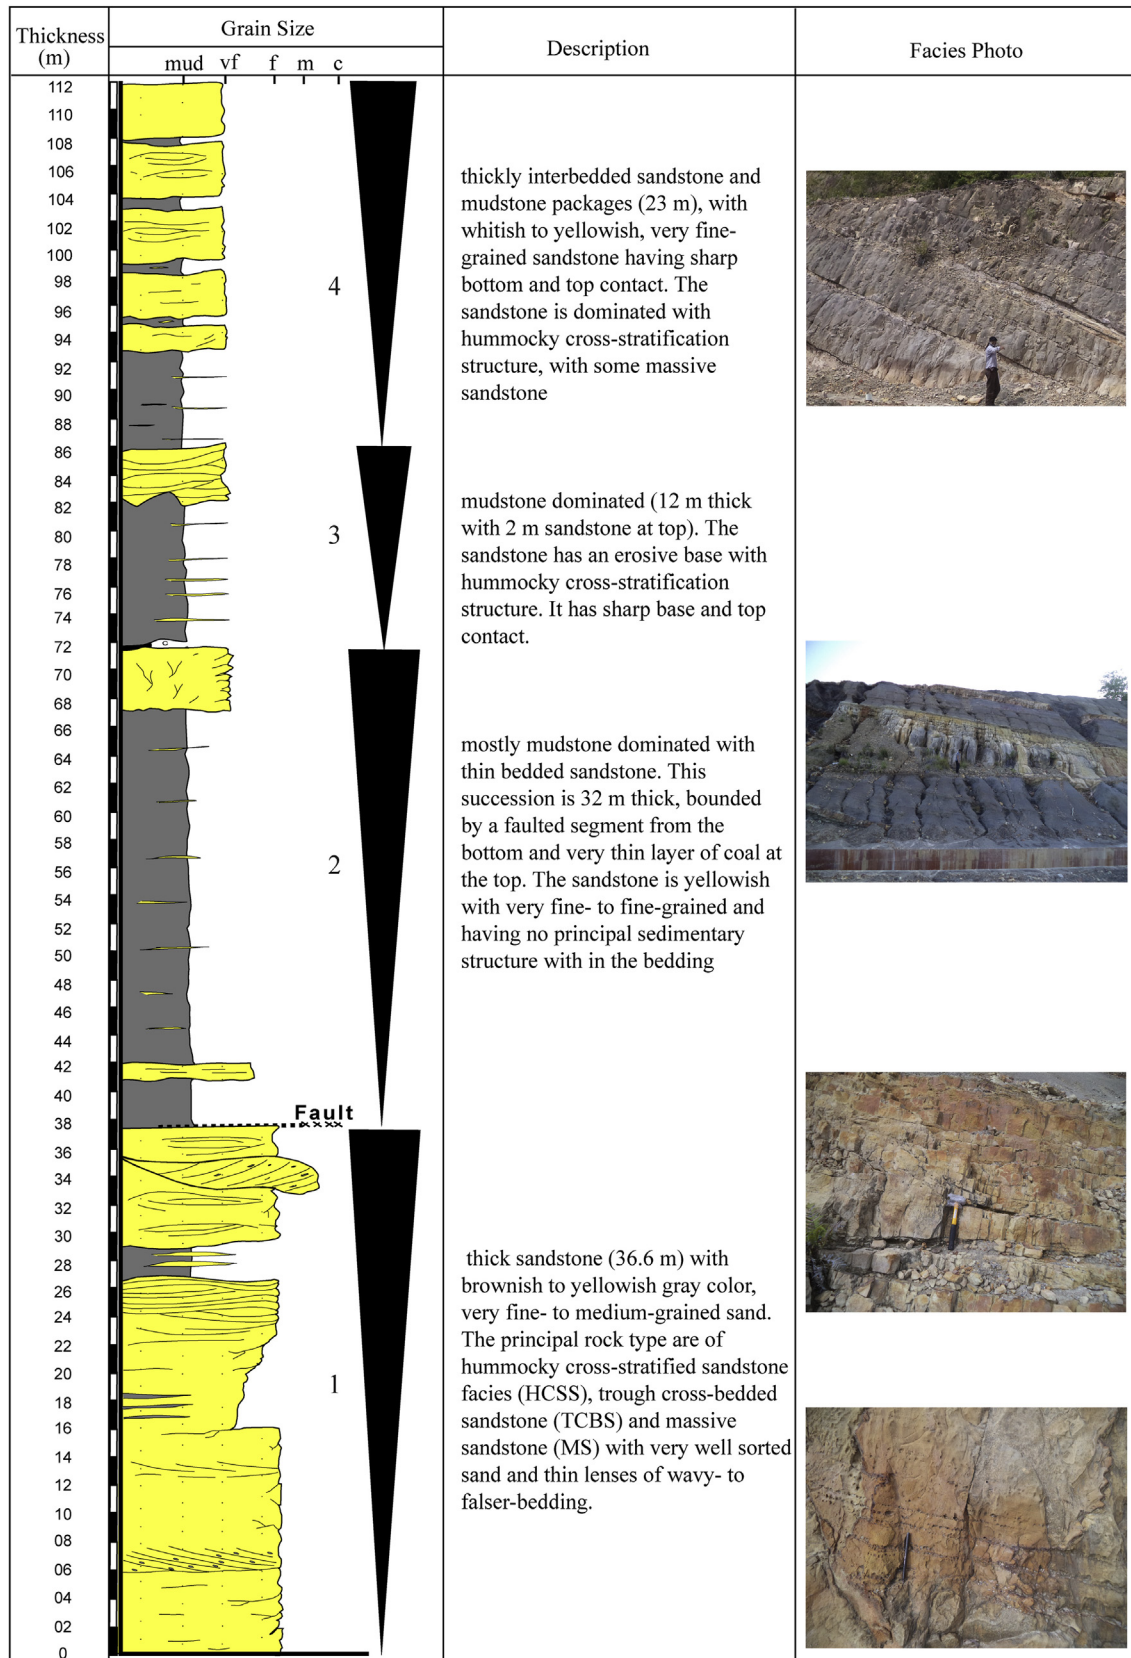 Thickness
(m)
Grain Size
mud vf f m c
Description
Facies Photo
112
110
108
106
104
102
100
98
96
94
92
90
88
86
84
82
80
78
76
74
72
70
68
66
64
62
60
58
56
54
52
50
48
46
44
42
40
38
36
34
32
30
28
26
24
22
20
18
16
14
12
10
08
06
04
02
0
4
thickly interbedded sandstone and
mudstone packages (23 m), with
whitish to yellowish, very fine-
grained sandstone having sharp
bottom and top contact. The
sandstone is dominated with
hummocky cross-stratification
structure, with some massive
sandstone
3
mudstone dominated (12 m thick
with 2 m sandstone at top). The
sandstone has an erosive base with
hummocky cross-stratification
structure. It has sharp base and top
contact.
c
2
mostly mudstone dominated with
thin bedded sandstone. This
succession is 32 m thick, bounded
by a faulted segment from the
bottom and very thin layer of coal at
the top. The sandstone is yellowish
with very fine- to fine-grained and
having no principal sedimentary
structure with in the bedding
Fault
1
thick sandstone (36.6 m) with
brownish to yellowish gray color,
very fine- to medium-grained sand.
The principal rock type are of
hummocky cross-stratified sandstone
facies (HCSS), trough cross-bedded
sandstone (TCBS) and massive
sandstone (MS) with very well sorted
sand and thin lenses of wavy- to
falser-bedding.